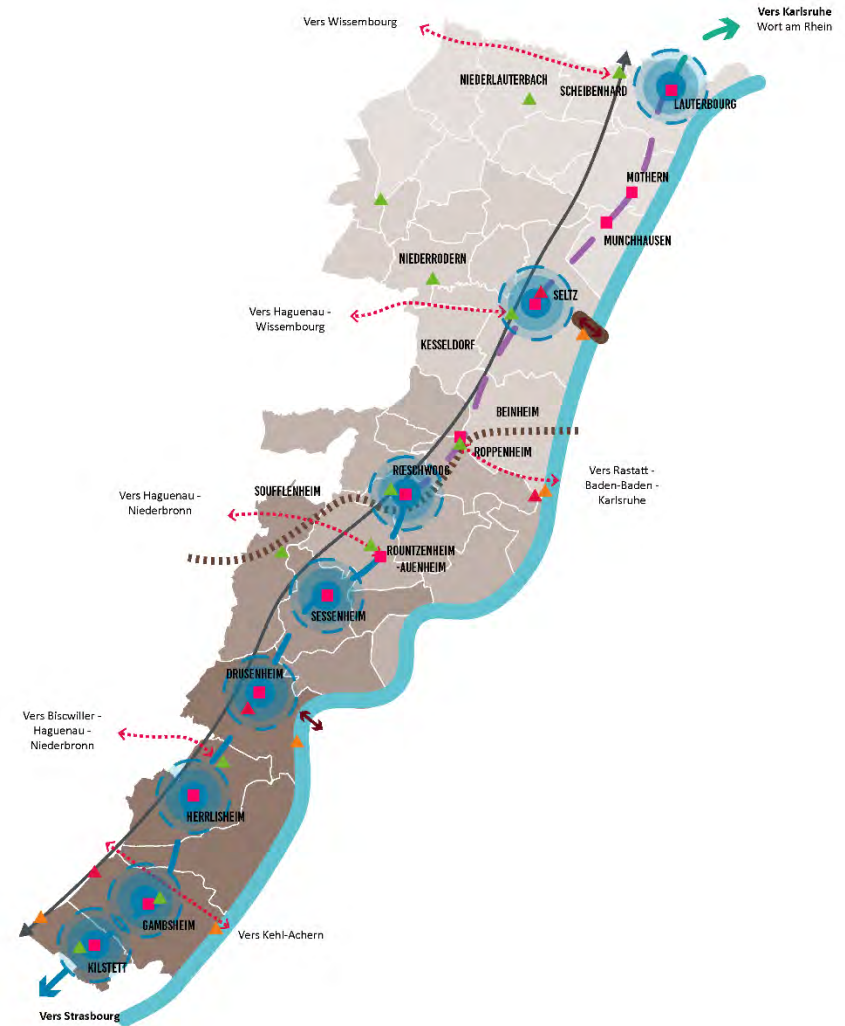 Vers Karlsruhe
Wort am Rhein
Vers Wissembourg
NIEDERLAUTERBACH
SCHEIBENHARD
LAUTERBOURG
MOTHERN
MUNCHHAUSEN
NIEDERRODERN
SELTZ
Vers Haguenau -
Wissembourg
KESSELDORF
BEINHEIM
ROPPENHEIM
RŒSCHWOOG
Vers Rastatt -
Baden-Baden -
Karlsruhe
SOUFFLENHEIM
Vers Haguenau -
Niederbronn
ROUNTZENHEIM
-AUENHEIM
SESSENHEIM
DRUSENHEIM
Vers Biscwiller -
Haguenau -
Niederbronn
HERRLISHEIM
GAMBSHEIM
Vers Kehl-Achern
KILSTETT
Vers Strasbourg